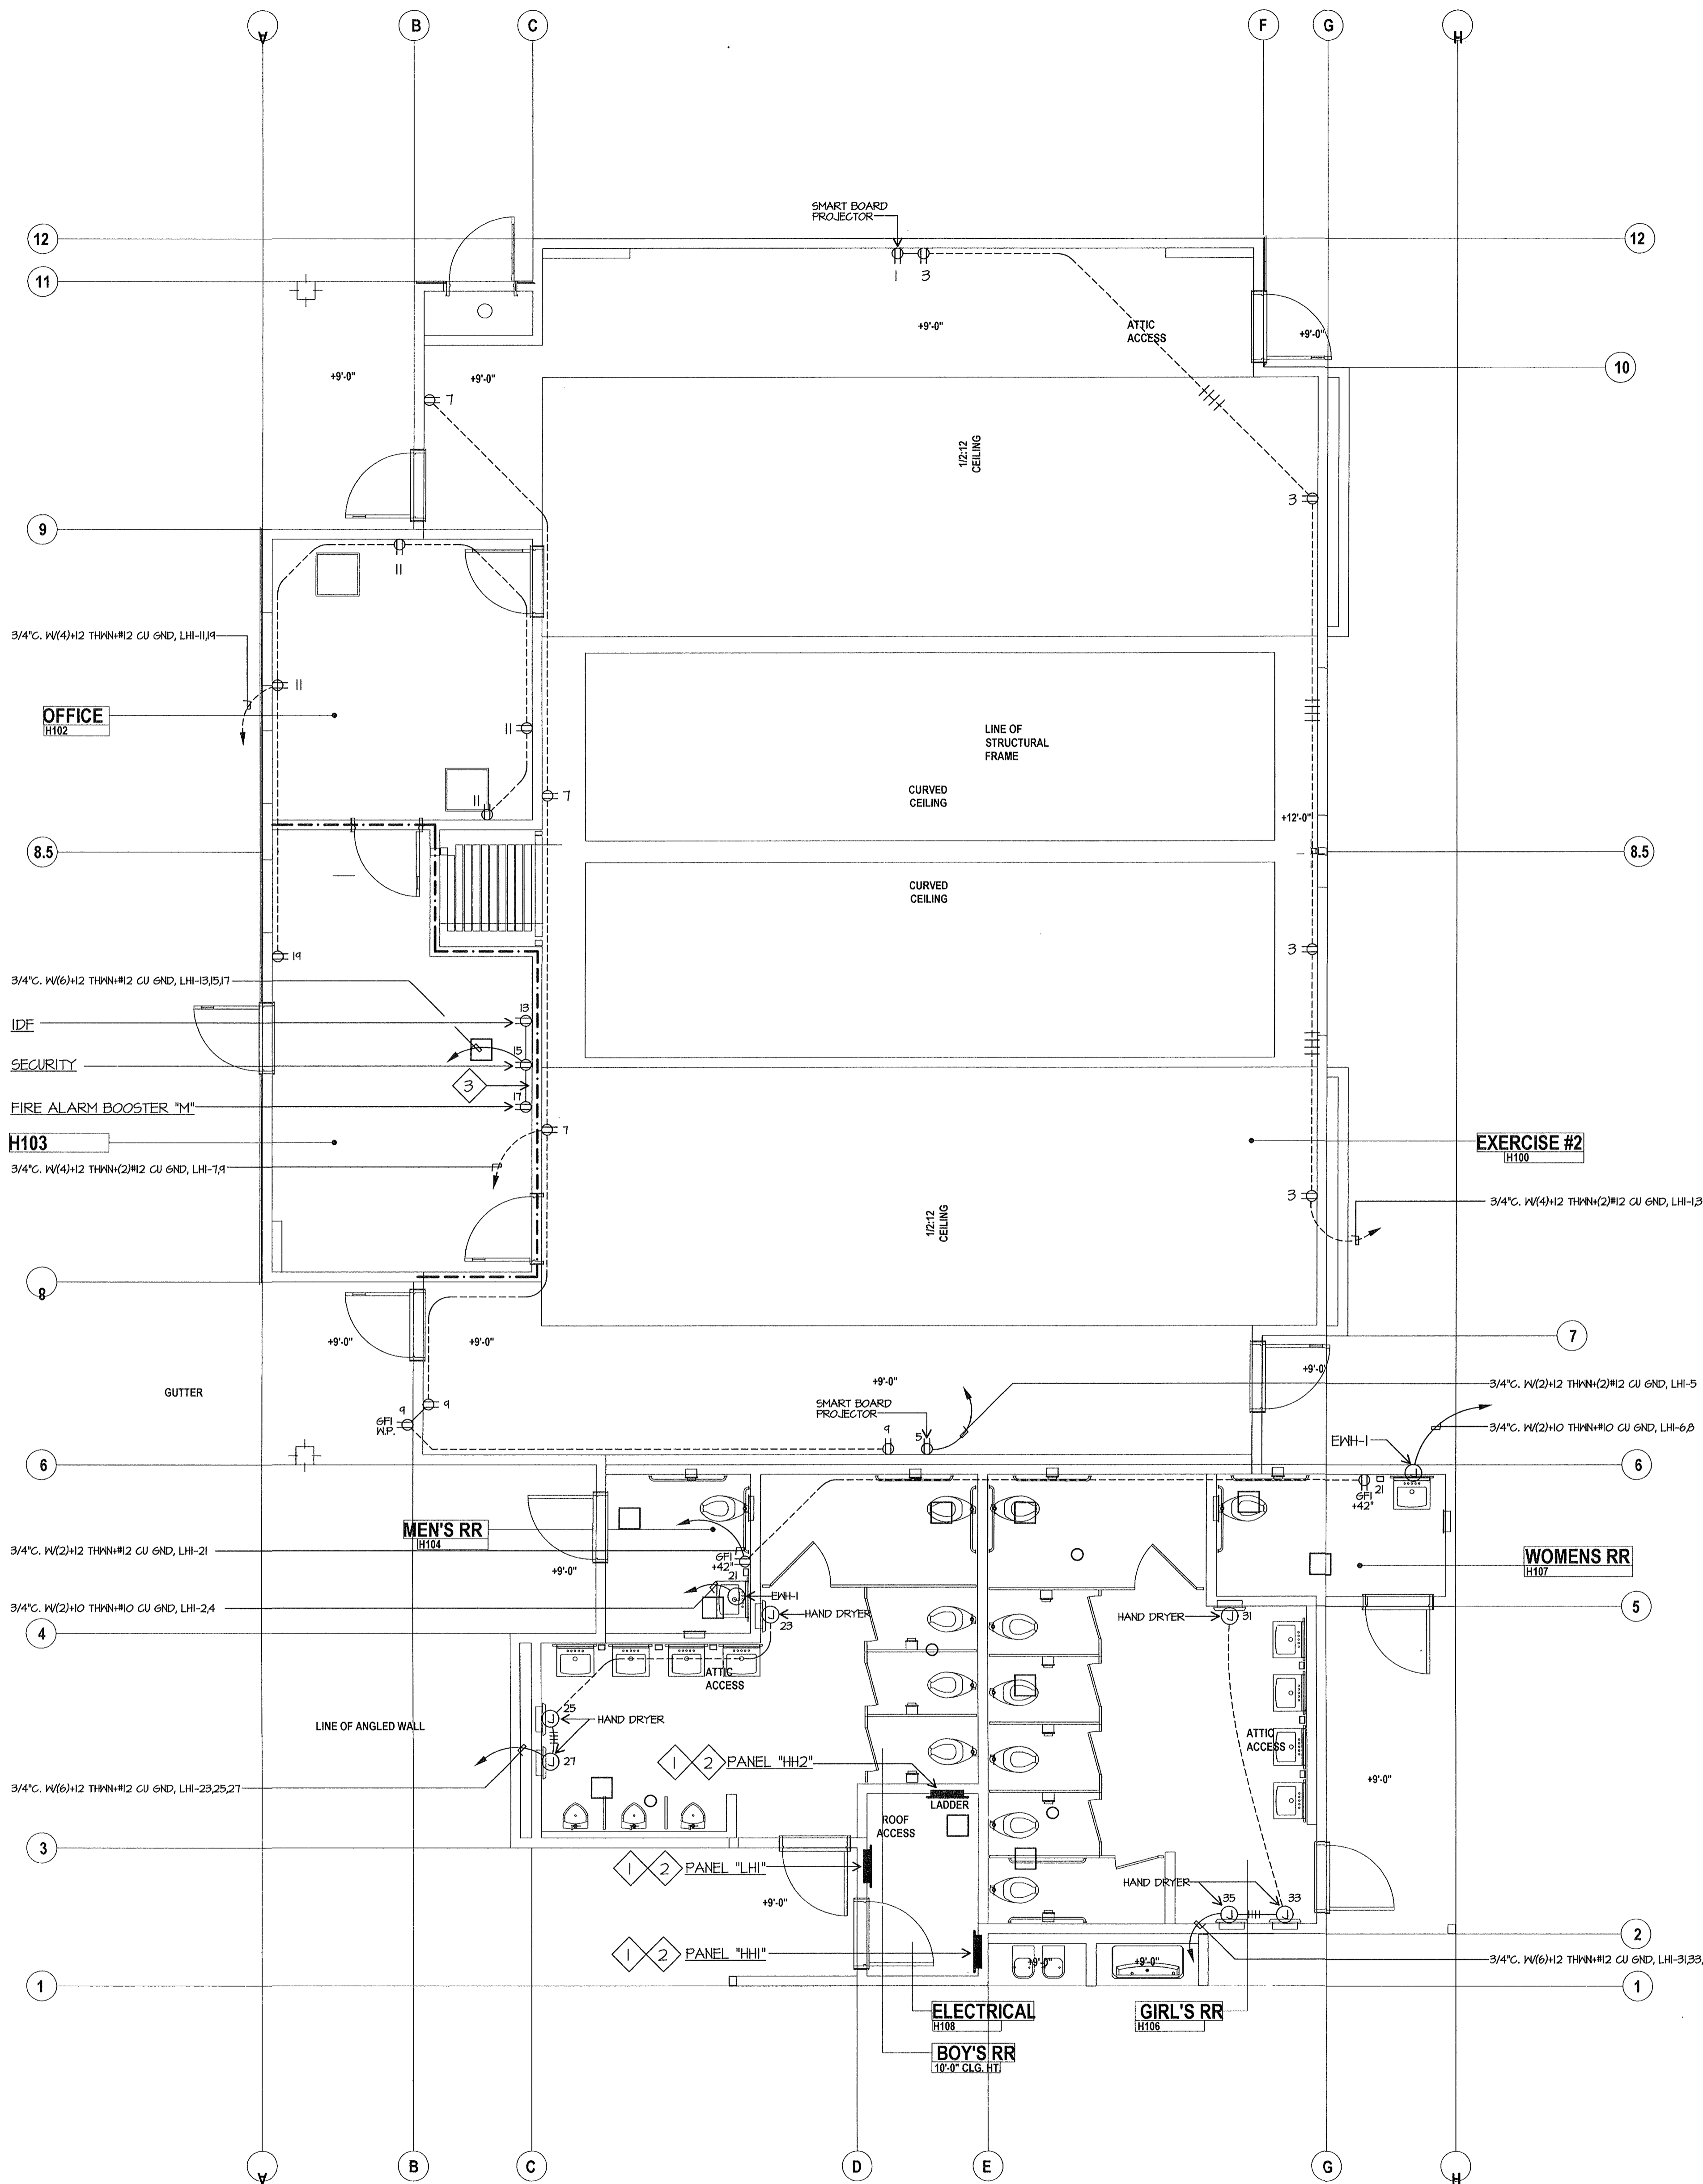 A
B
C
F
G
H
SMART BOARD
PROJECTOR
12
12
11
1
3
+9'-0"
ATTIC
ACCESS
+9'-0"
10
+9'-0"
+9'-0"
7
1/2:12
CEILING
3
9
11
3/4"C. W/(4)+12 THWN+#12 CU GND, LH1-11,19
11
OFFICE
H102
11
LINE OF
STRUCTURAL
FRAME
7
CURVED
CEILING
11
+12'-0"
8.5
8.5
CURVED
CEILING
19
3
3/4"C. W/(6)+12 THWN+#12 CU GND, LH1-13,15,17
13
IDF
15
SECURITY
3
17
FIRE ALARM BOOSTER "M"
7
H103
EXERCISE #2
H100
3/4"C. W/(4)+12 THWN+(2)#12 CU GND, LH1-7,9
3
3/4"C. W/(4)+12 THWN+(2)#12 CU GND, LH1-1,3
1/2:12
CEILING
8
+9'-0"
+9'-0"
7
+9'-0"
+9'-0"
3/4"C. W/(2)+12 THWN+(2)#12 CU GND, LH1-5
GUTTER
SMART BOARD
PROJECTOR
9
GFI
W.P.
9
9
5
3/4"C. W/(2)+10 THWN+#10 CU GND, LH1-6,8
EWH-1
6
6
GFI
+42"
21
MEN'S RR
H104
3/4"C. W/(2)+12 THWN+#12 CU GND, LH1-21
GFI
+42"
21
WOMENS RR
H107
+9'-0"
EWH-1
3/4"C. W/(2)+10 THWN+#10 CU GND, LH1-2,4
HAND DRYER
23
HAND DRYER
31
5
4
ATTIC
ACCESS
25
HAND DRYER
LINE OF ANGLED WALL
ATTIC
ACCESS
27
1
2
PANEL "HH2"
+9'-0"
3/4"C. W/(6)+12 THWN+#12 CU GND, LH1-23,25,27
LADDER
ROOF
ACCESS
3
1
2
PANEL "LH1"
HAND DRYER
+9'-0"
35
33
2
1
2
PANEL "HH1"
+9'-0"
+9'-0"
3/4"C. W/(6)+12 THWN+#12 CU GND, LH1-31,33,
1
1
ELECTRICAL
H108
GIRL'S RR
H106
BOY'S RR
10'-0" CLG. HT.
A
B
C
D
E
G
H